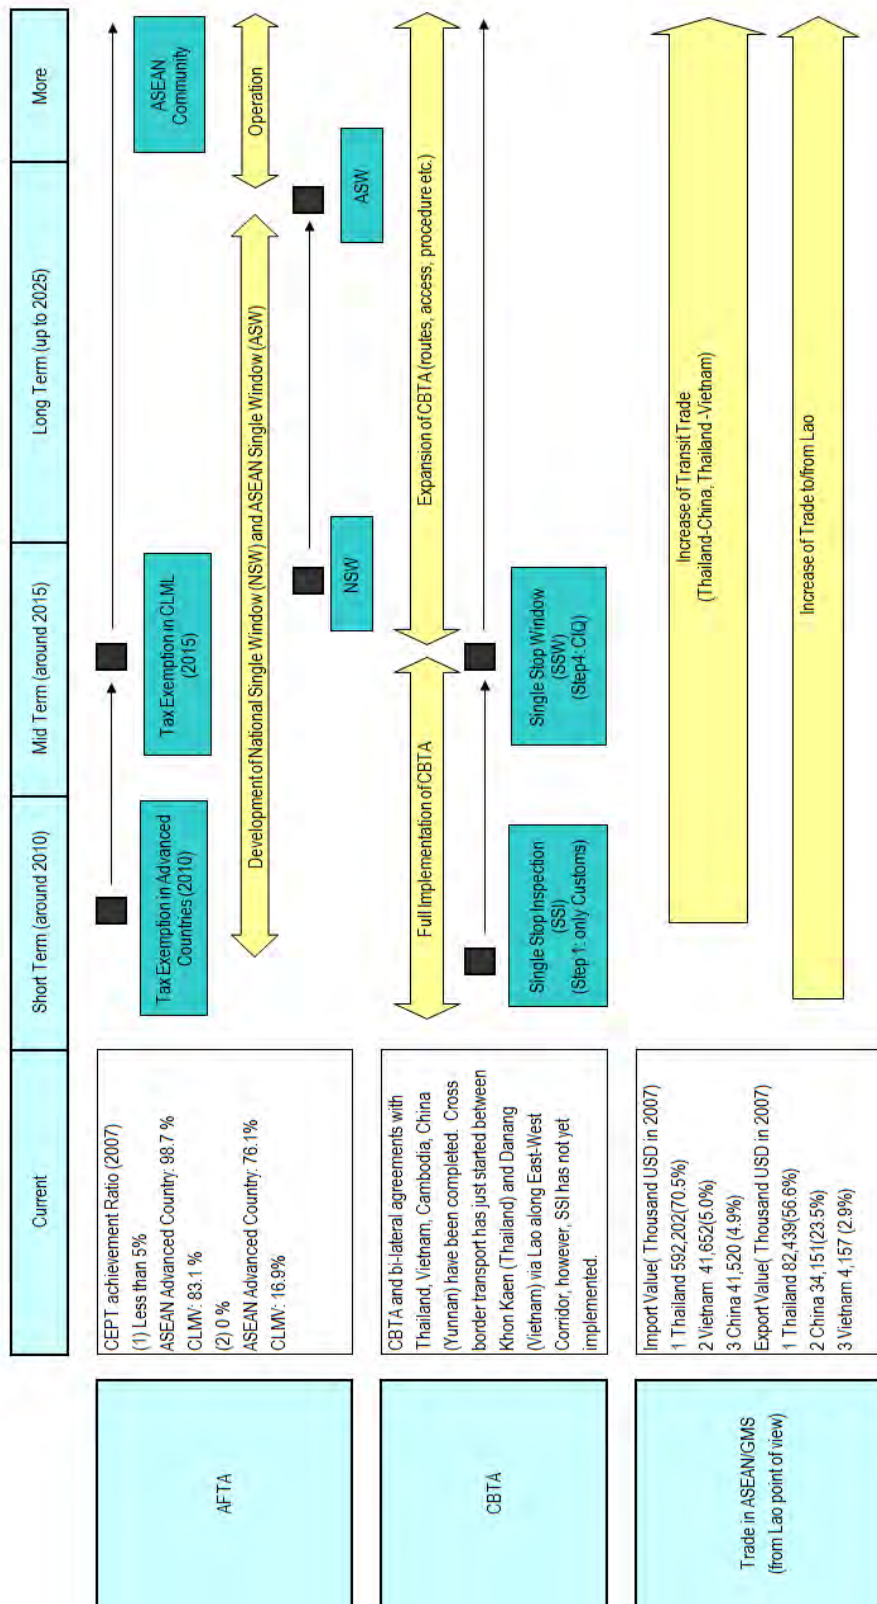 Current
Short Term (around 2010)
Mid Term (around 2015)
Long Term (up to 2025)
More
AFTA
CEPT achievement Ratio (2007)
(1) Less than 5%
ASEAN Advanced Country: 98.7 %
CLMV: 83.1 %
(2) 0 %
ASEAN Advanced Country: 76.1%
CLMV: 16.9%
Tax Exemption in Advanced
Countries (2010)
Tax Exemption in CLML
(2015)
ASEAN
Community
Development of National Single Window (NSW) and ASEAN Single Window (ASW)
Operation
NSW
ASW
CBTA
CBTA and bi-lateral agreements with
Thailand, Vietnam, Cambodia, China
(Yunnan) have been completed. Cross
border transport has just started between
Khon Kaen (Thailand) and Danang
(Vietnam) via Lao along East-West
Corridor, however, SSI has not yet
implemented.
Full Implementation of CBTA
Expansion of CBTA (routes, access, procedure etc.)
Single Stop Inspection
(SSI)
(Step 1: only Customs)
Single Stop Window
(SSW)
(Step4: CIQ)
Trade in ASEAN/GMS
(from Lao point of view)
Import Value( Thousand USD in 2007)
1 Thailand 592,202(70.5%)
2 Vietnam 41,652(5.0%)
3 China 41,520 (4.9%)
Export Value( Thousand USD in 2007)
1 Thailand 82,439(56.6%)
2 China 34,151(23.5%)
3 Vietnam 4,157 (2.9%)
Increase of Transit Trade
(Thailand-China, Thailand -Vietnam)
Increase of Trade to/from Lao